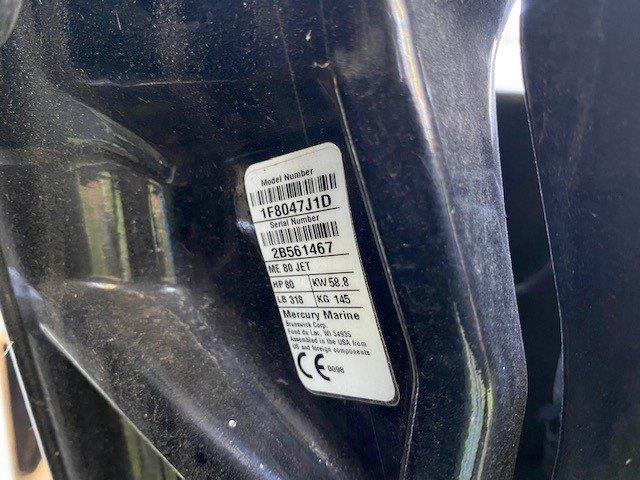 Model Number
1F8047J1D
Serial Number
2B561467
ME 80 JET
HP 80 KW 58.8
LB 318 KG 145
Mercury Marine
Brunswick Corp.
Fond du Lac, WI 54935
Assembled in the USA from
US and foreign components
CE 0098